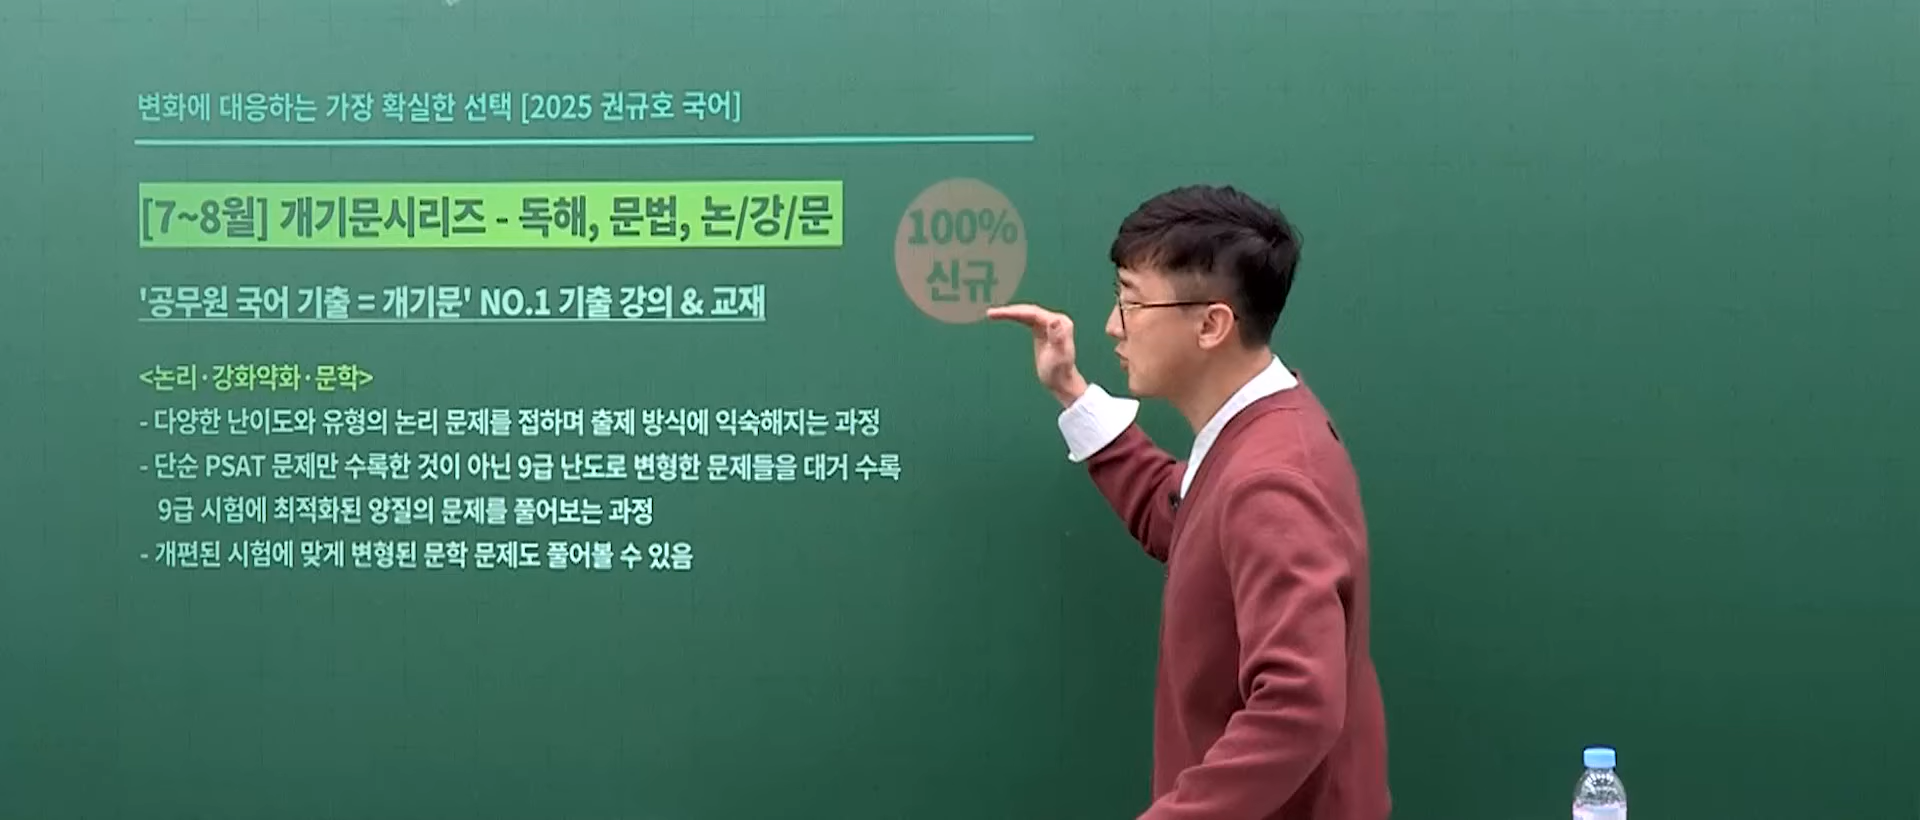 변화에 대응하는 가장 확실한 선택 [2025 권규호 국어]
[7~8월] 개기문시리즈 - 독해, 문법, 논/강/문
100%
신규
'공무원 국어 기출 = 개기문' NO.1 기출 강의 & 교재
<논리·강화약화·문학>
- 다양한 난이도와 유형의 논리 문제를 접하며 출제 방식에 익숙해지는 과정
- 단순 PSAT 문제만 수록한 것이 아닌 9급 난도로 변형한 문제들을 대거 수록
9급 시험에 최적화된 양질의 문제를 풀어보는 과정
- 개편된 시험에 맞게 변형된 문학 문제도 풀어볼 수 있음